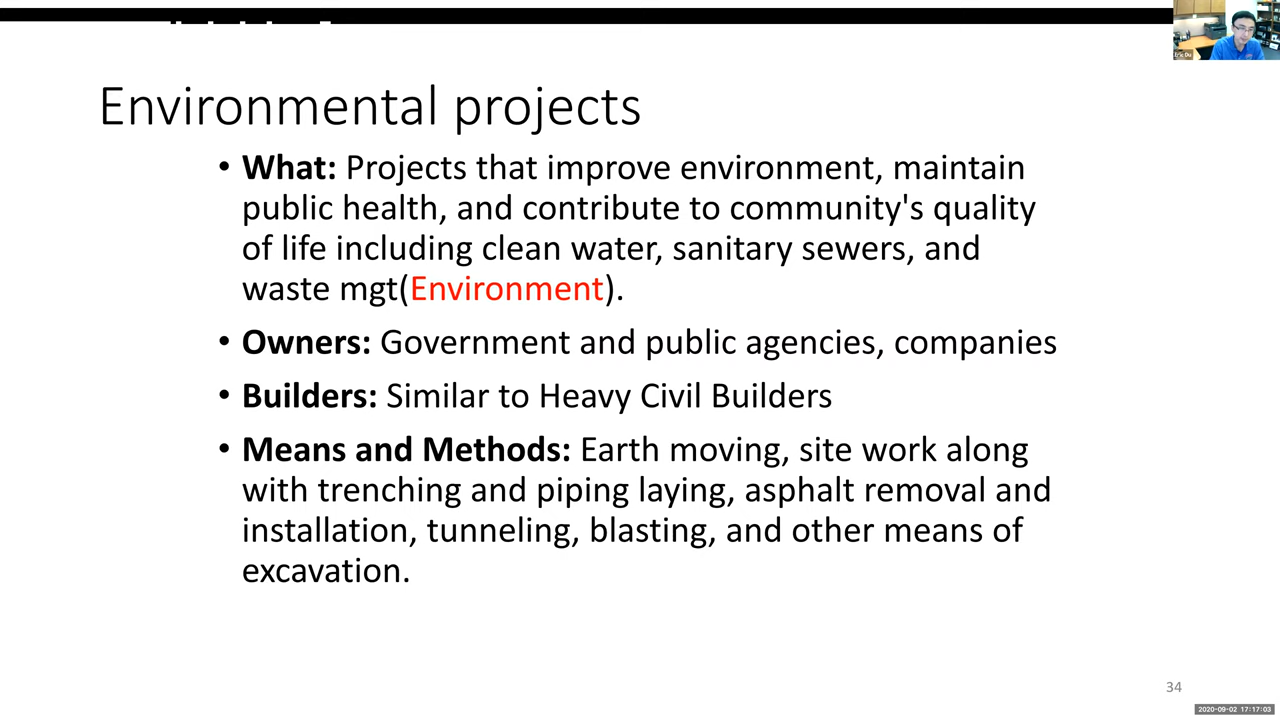 Environmental projects
• What: Projects that improve environment, maintain
public health, and contribute to community's quality
of life including clean water, sanitary sewers, and
waste mgt(Environment).
• Owners: Government and public agencies, companies
• Builders: Similar to Heavy Civil Builders
• Means and Methods: Earth moving, site work along
with trenching and piping laying, asphalt removal and
installation, tunneling, blasting, and other means of
excavation.
34
Eric Du
2020-09-02 17:17:03